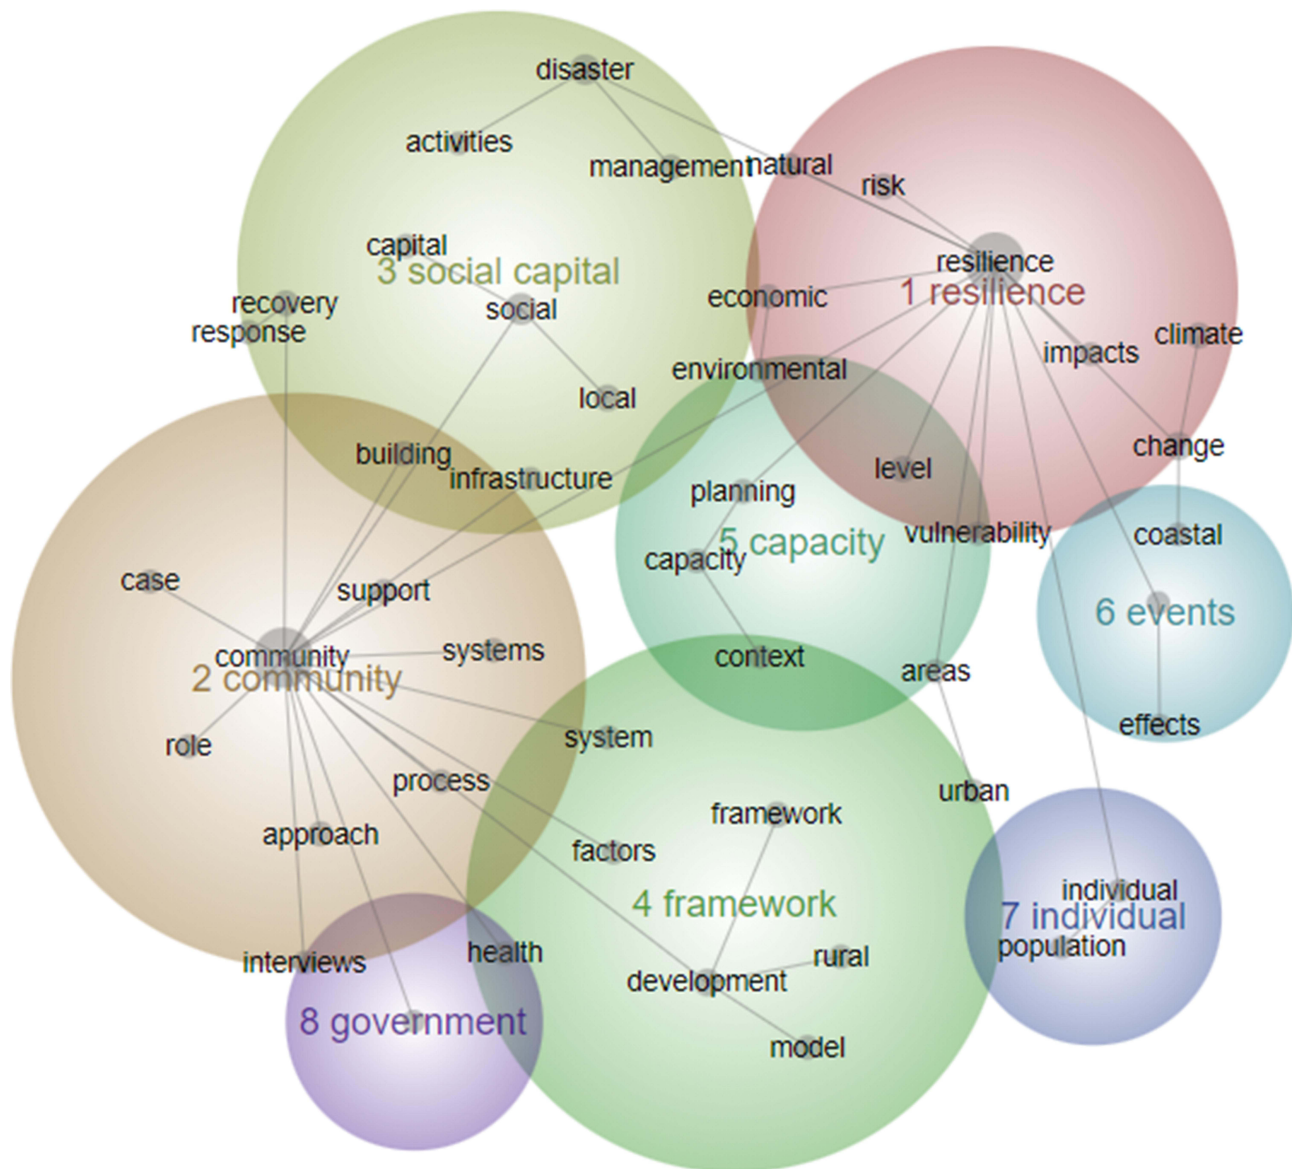 disaster
activities
management
natural
risk
capital
3 social capital
resilience
1 resilience
recovery
response
social
economic
climate
impacts
environmental
local
change
building
infrastructure
level
planning
vulnerability
coastal
5 capacity
capacity
case
support
6 events
community
2 community
systems
context
areas
effects
role
system
process
urban
framework
approach
factors
4 framework
individual
7 individual
population
interviews
health
rural
development
8 government
model